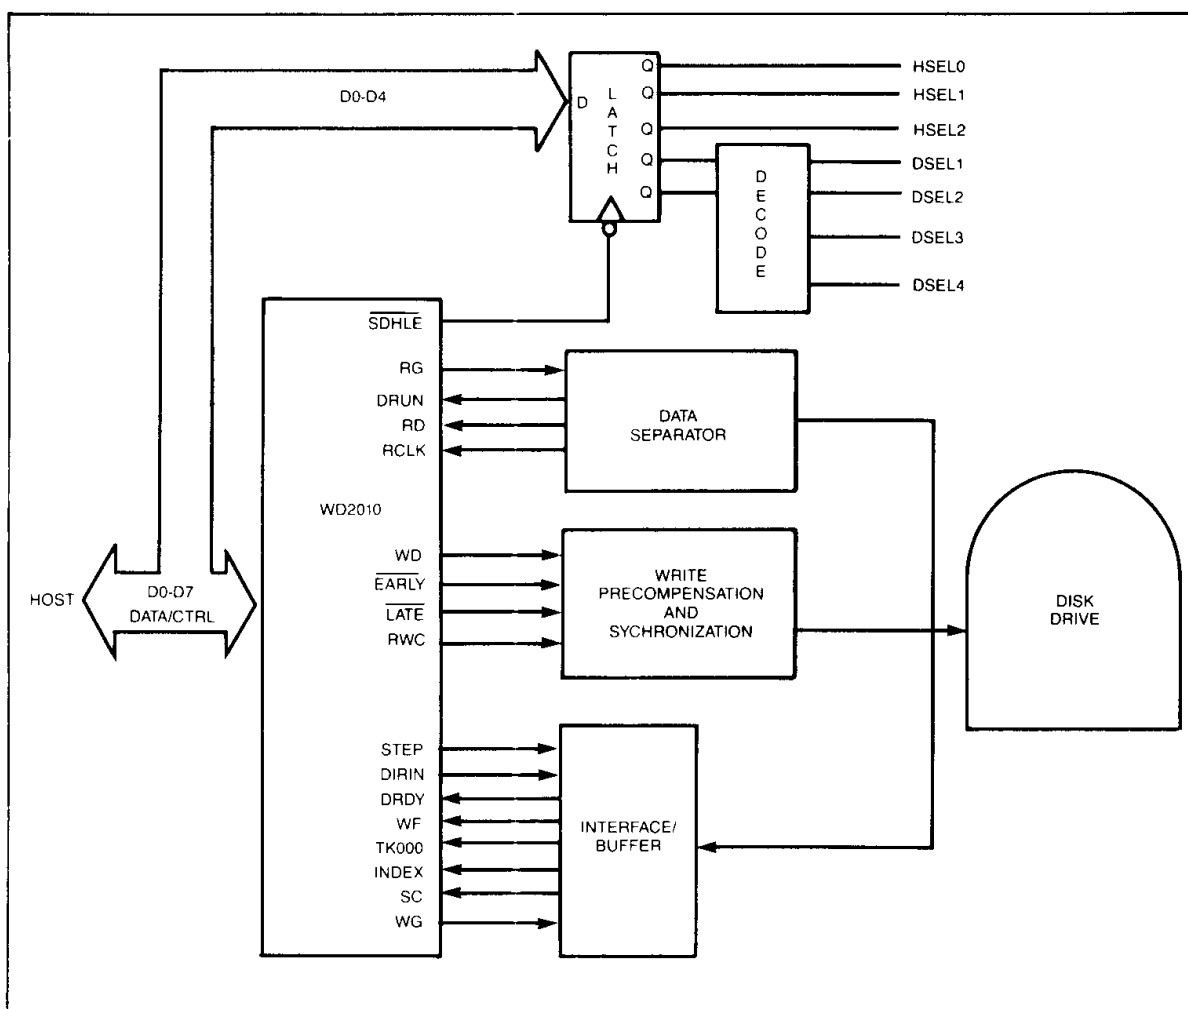 D0-D4
D
L
A
T
C
H
Q
Q
Q
Q
Q
D
E
C
O
D
E
HSEL0
HSEL1
HSEL2
DSEL1
DSEL2
DSEL3
DSEL4
SDHLE
RG
DRUN
RD
RCLK
WD2010
WD
EARLY
LATE
RWC
STEP
DIRIN
DRDY
WF
TK000
INDEX
SC
WG
HOST
D0-D7
DATA/CTRL
DATA
SEPARATOR
WRITE
PRECOMPENSATION
AND
SYCHRONIZATION
INTERFACE/
BUFFER
DISK
DRIVE